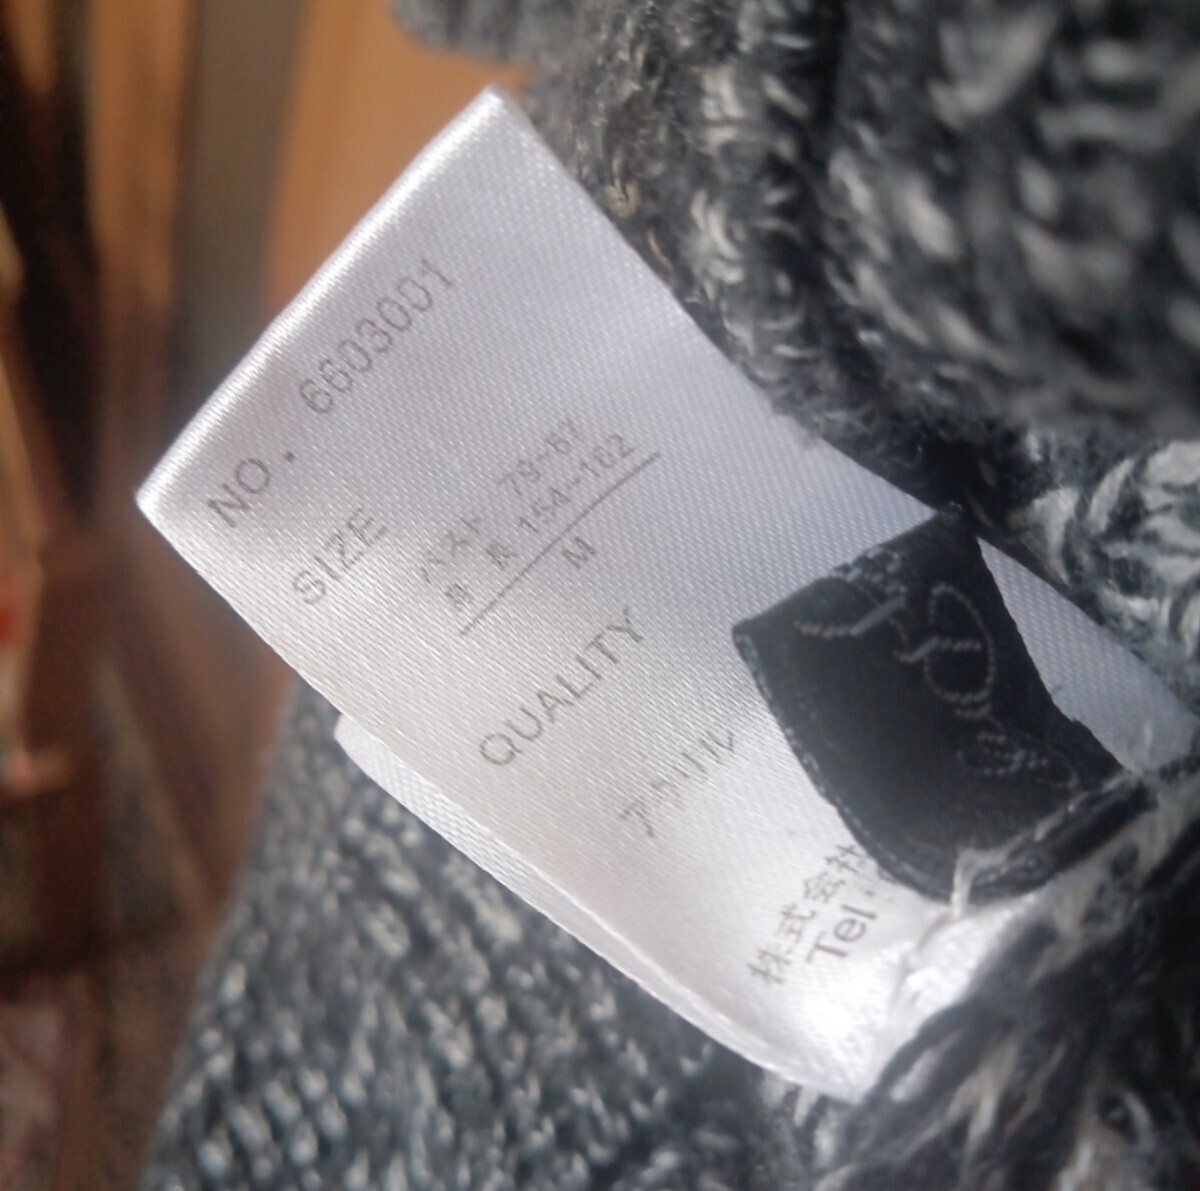 NO. 6603001
SIZE
バスト 79-87
身 長 154-162
M
QUALITY
アクリル
株式会社
Tel